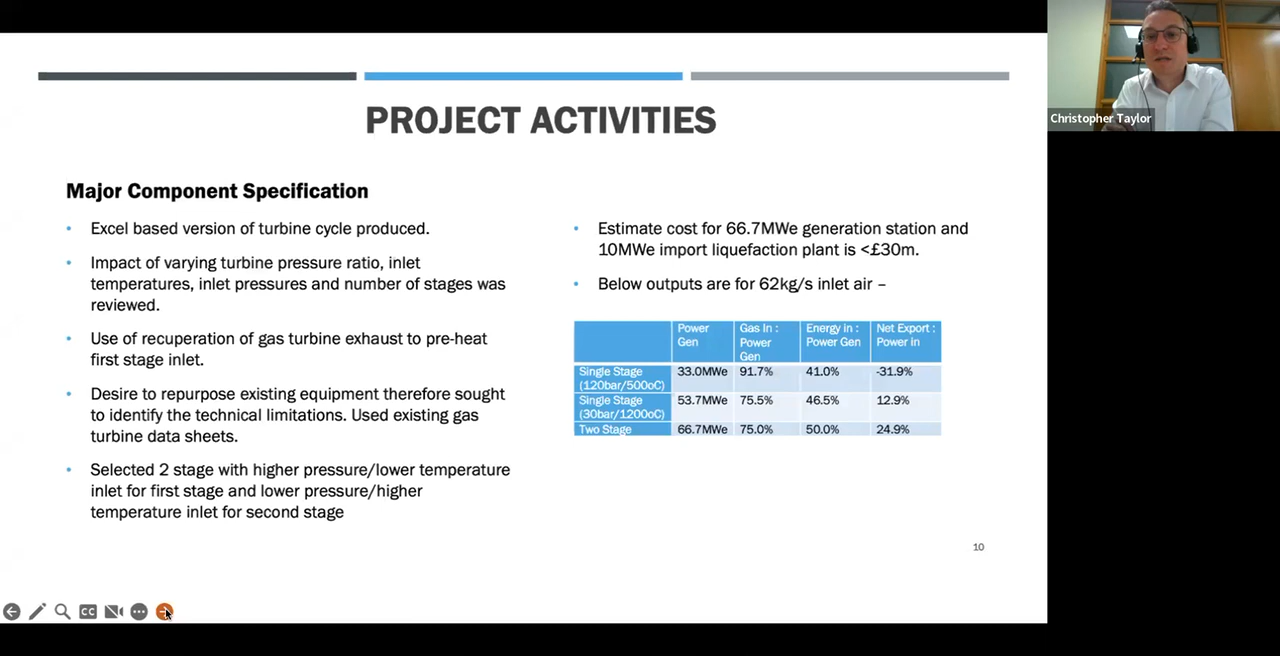 PROJECT ACTIVITIES
Major Component Specification
• Excel based version of turbine cycle produced.
• Impact of varying turbine pressure ratio, inlet
temperatures, inlet pressures and number of stages was
reviewed.
• Use of recuperation of gas turbine exhaust to pre-heat
first stage inlet.
• Desire to repurpose existing equipment therefore sought
to identify the technical limitations. Used existing gas
turbine data sheets.
• Selected 2 stage with higher pressure/lower temperature
inlet for first stage and lower pressure/higher
temperature inlet for second stage
• Estimate cost for 66.7MWe generation station and
10MWe import liquefaction plant is <£30m.
• Below outputs are for 62kg/s inlet air –
Power Gen | Gas In : Power Gen | Energy in : Power Gen | Net Export : Power in
Single Stage (120bar/500oC) | 33.0MWe | 91.7% | 41.0% | -31.9%
Single Stage (30bar/1200oC) | 53.7MWe | 75.5% | 46.5% | 12.9%
Two Stage | 66.7MWe | 75.0% | 50.0% | 24.9%
10
CC
Christopher Taylor